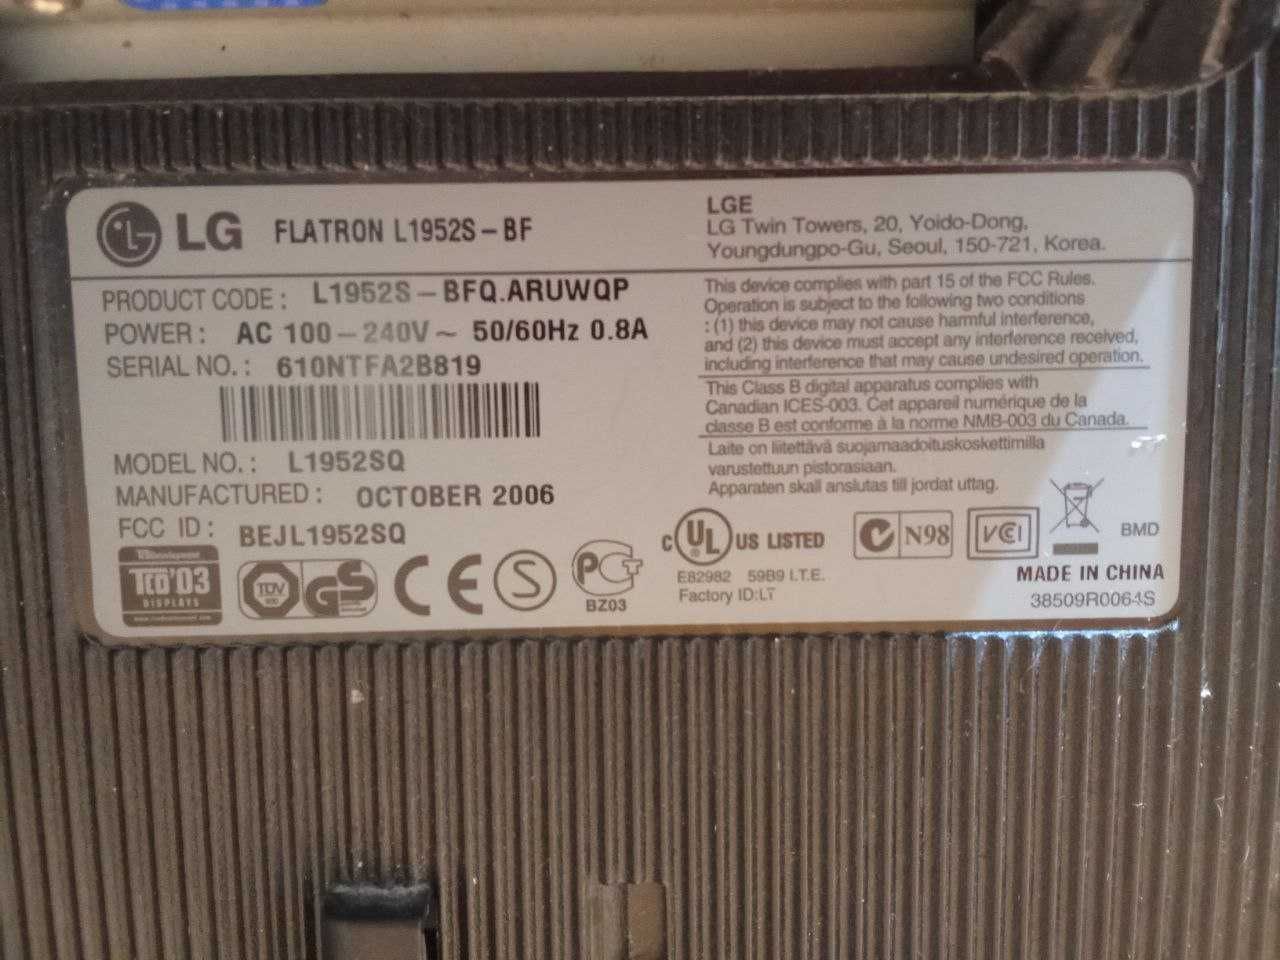 LG FLATRON L1952S-BF
LGE
LG Twin Towers, 20, Yoido-Dong,
Youngdungpo-Gu, Seoul, 150-721, Korea.
PRODUCT CODE : L1952S-BFQ.ARUWQP
POWER : AC 100-240V~ 50/60Hz 0.8A
SERIAL NO. : 610NTFA2B819
MODEL NO. : L1952SQ
MANUFACTURED : OCTOBER 2006
FCC ID : BEJL1952SQ
This device complies with part 15 of the FCC Rules.
Operation is subject to the following two conditions
: (1) this device may not cause harmful interference,
and (2) this device must accept any interference received,
including interference that may cause undesired operation.
This Class B digital apparatus complies with
Canadian ICES-003. Cet appareil numérique de la
classe B est conforme à la norme NMB-003 du Canada.
Laite on liitettävä suojamaadoituskoskettimilla
varustettuun pistorasiaan.
Apparaten skall anslutas till jordat uttag.
TCO'03
DISPLAYS
TÜV
GS
CE
S
PCT
BZ03
c UL US LISTED
E82982 59B9 I.T.E.
Factory ID:LT
N98
VCCI
BMD
MADE IN CHINA
38509R0064S